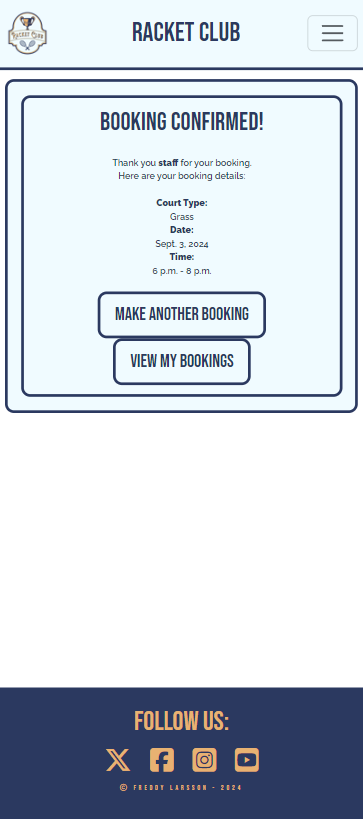 RACKET CLUB
RACKET CLUB
BOOKING CONFIRMED!
Thank you staff for your booking.
Here are your booking details:
Court Type:
Grass
Date:
Sept. 3, 2024
Time:
6 p.m. - 8 p.m.
MAKE ANOTHER BOOKING
VIEW MY BOOKINGS
FOLLOW US:
© FREDDY LARSSON - 2024